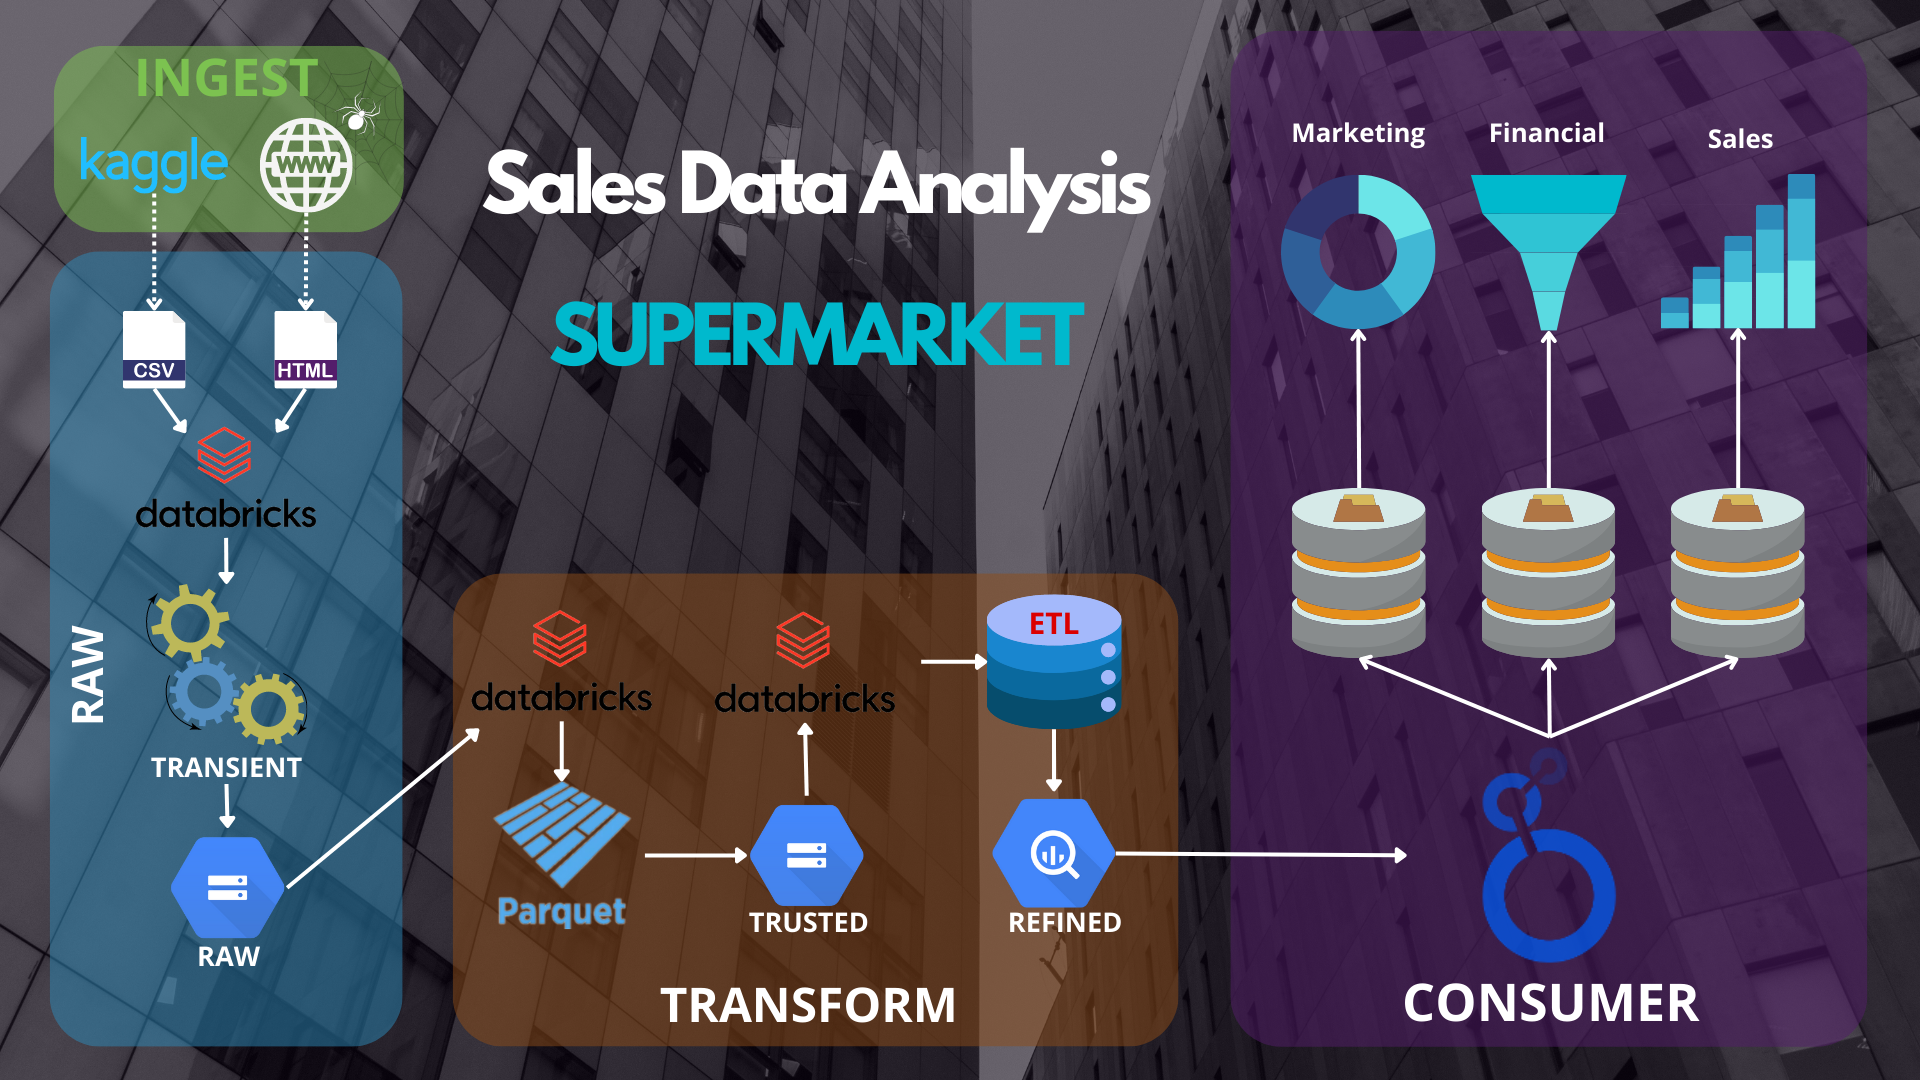 INGEST
kaggle
WWW
CSV
HTML
databricks
RAW
TRANSIENT
RAW
Sales Data Analysis
SUPERMARKET
databricks
databricks
ETL
Parquet
TRUSTED
REFINED
TRANSFORM
Marketing
Financial
Sales
CONSUMER